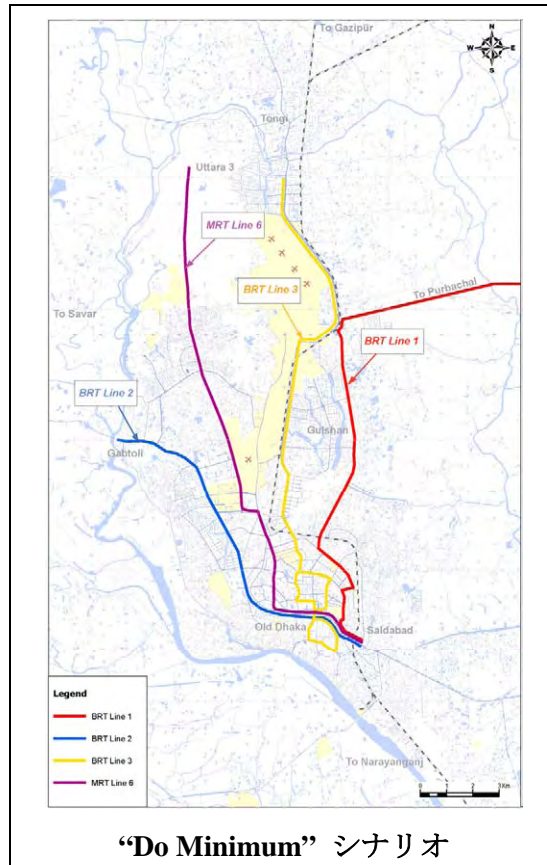 To Gazipur
N
W
E
S
Tongi
Uttara 3
MRT Line 6
BRT Line 3
To Purbachal
To Savar
BRT Line 1
BRT Line 2
Gulshan
Gabtoli
Old Dhaka
Saidabad
Legend
BRT Line 1
BRT Line 2
BRT Line 3
MRT Line 6
To Narayanganj
“Do Minimum” シナリオ